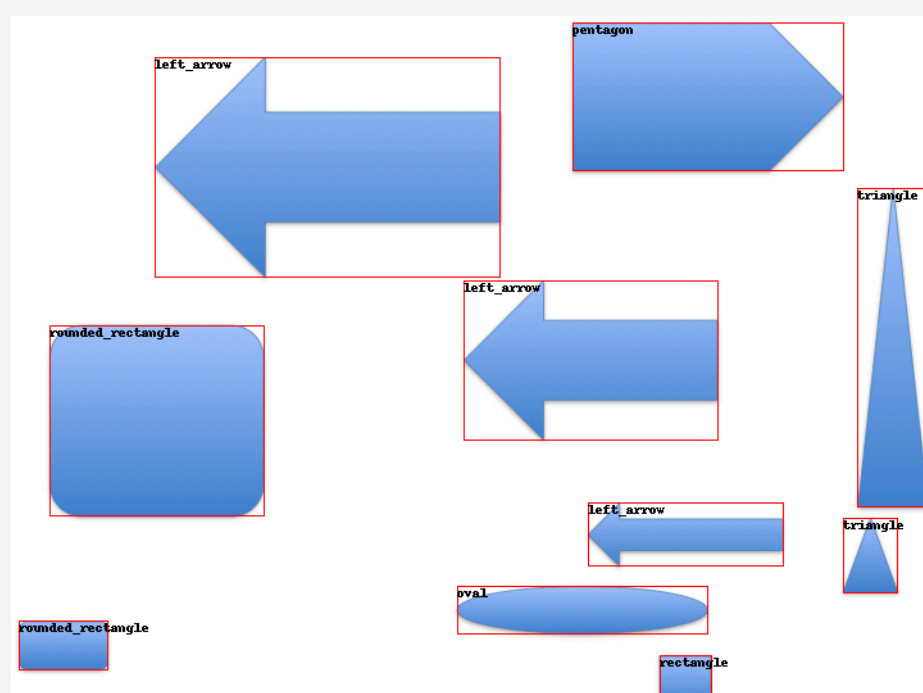 pentagon
left_arrow
triangle
left_arrow
rounded_rectangle
left_arrow
triangle
oval
rounded_rectangle
rectangle